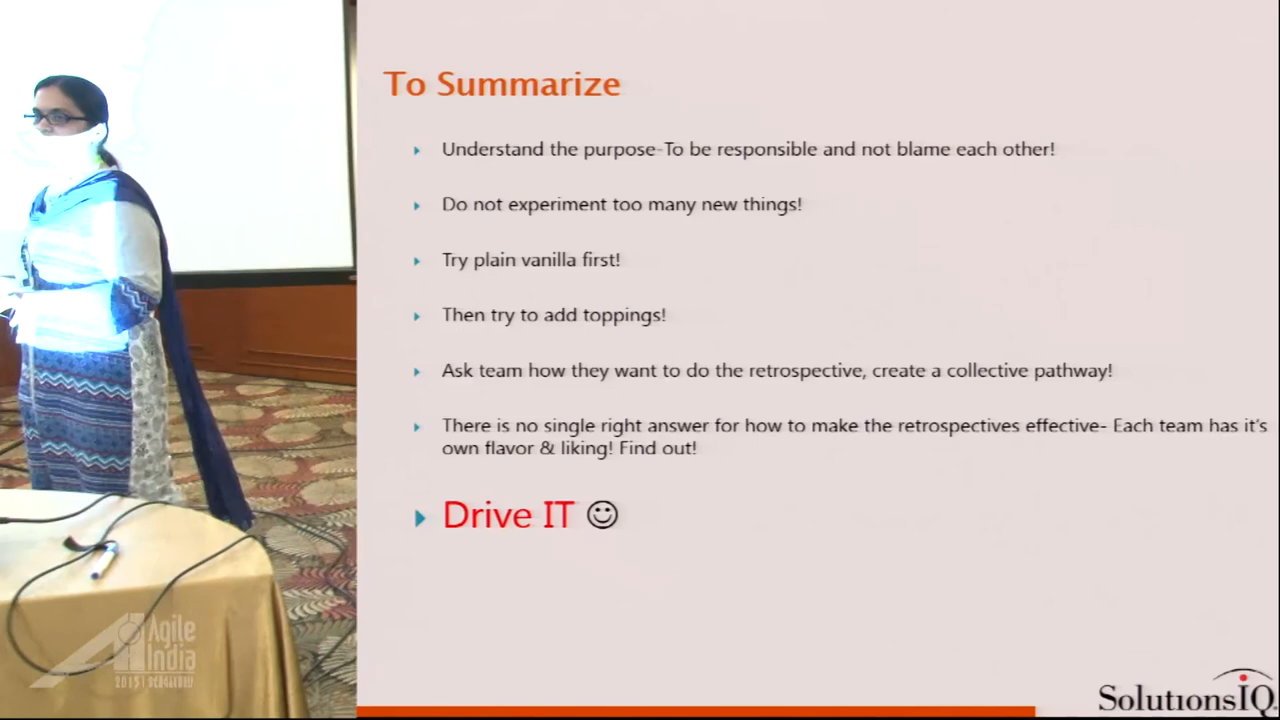 To Summarize
Understand the purpose-To be responsible and not blame each other!
Do not experiment too many new things!
Try plain vanilla first!
Then try to add toppings!
Ask team how they want to do the retrospective, create a collective pathway!
There is no single right answer for how to make the retrospectives effective- Each team has it's
own flavor & liking! Find out!
Drive IT ☺
Agile
India
2015 | BENGALURU
SolutionsIQ